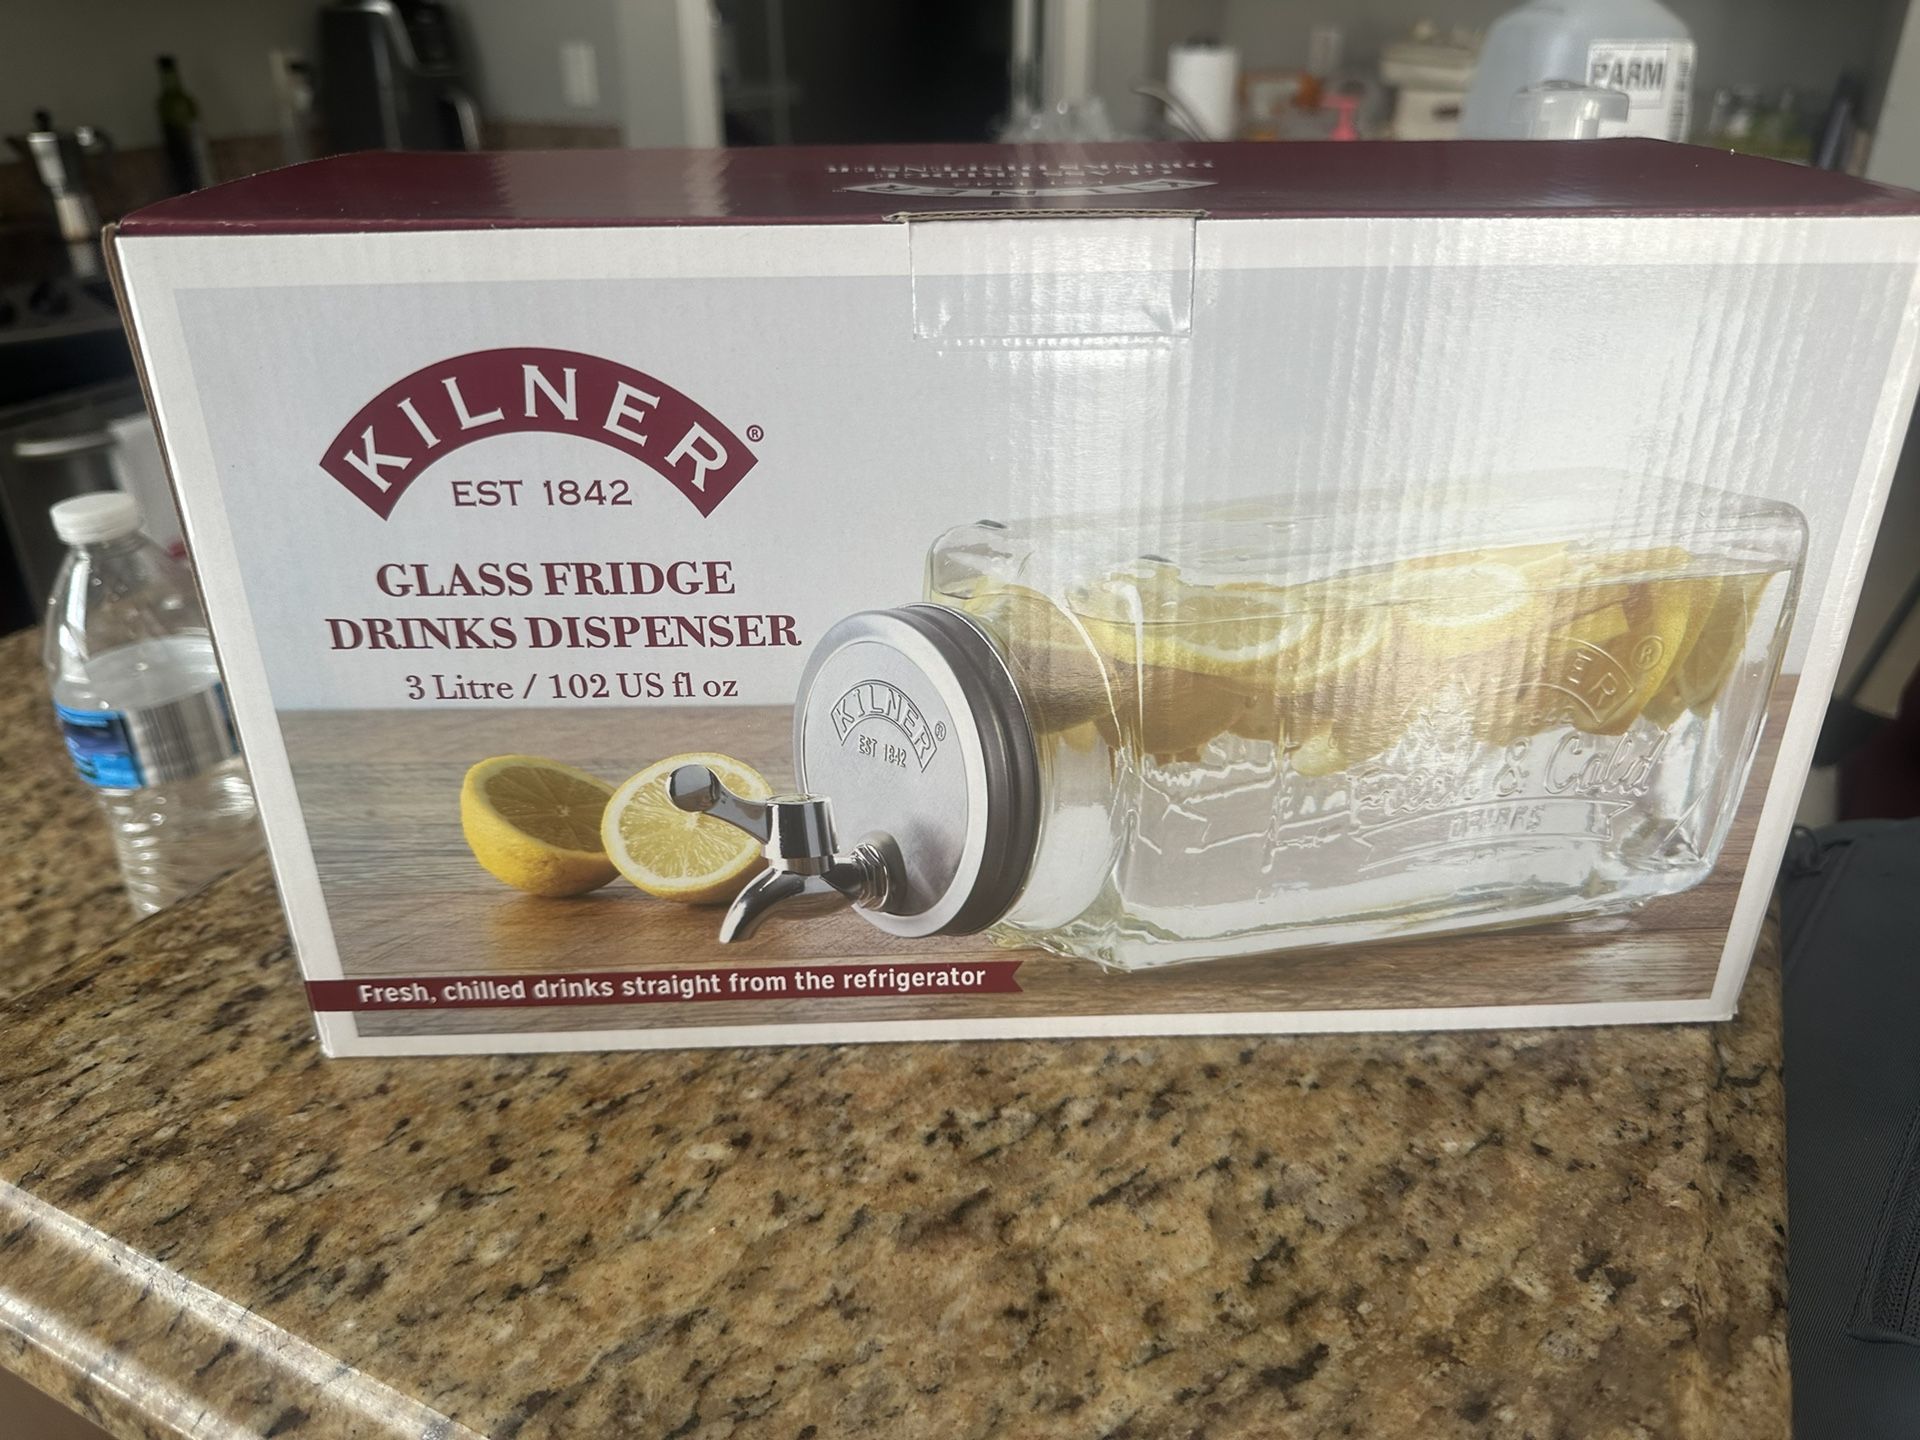 PARM
KILNER®
EST 1842
GLASS FRIDGE
DRINKS DISPENSER
3 Litre / 102 US fl oz
KILNER®
EST 1842
ER®
Fresh & Cold
DRINKS
Fresh, chilled drinks straight from the refrigerator